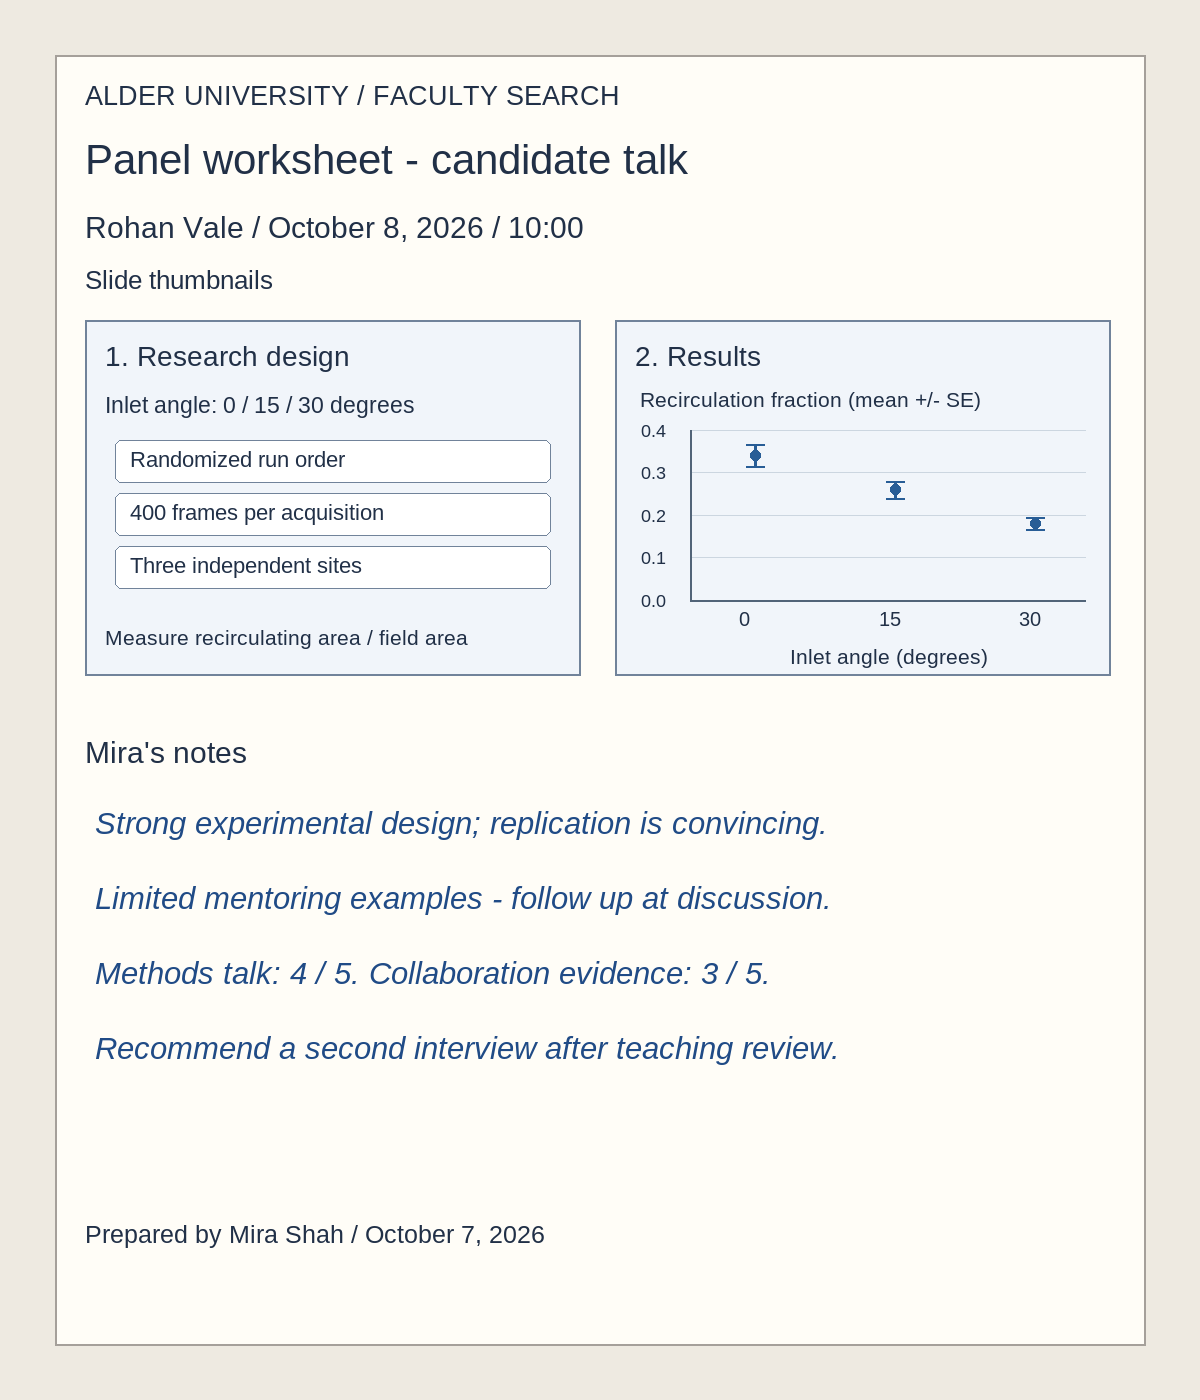 ALDER UNIVERSITY / FACULTY SEARCH
Panel worksheet - candidate talk
Rohan Vale / October 8, 2026 / 10:00
Slide thumbnails
1. Research design
Inlet angle: 0 / 15 / 30 degrees
Randomized run order
400 frames per acquisition
Three independent sites
Measure recirculating area / field area
2. Results
Recirculation fraction (mean +/- SE)
0.4
0.3
0.2
0.1
0.0
0 15 30
Inlet angle (degrees)
Mira's notes
Strong experimental design; replication is convincing.
Limited mentoring examples - follow up at discussion.
Methods talk: 4 / 5. Collaboration evidence: 3 / 5.
Recommend a second interview after teaching review.
Prepared by Mira Shah / October 7, 2026